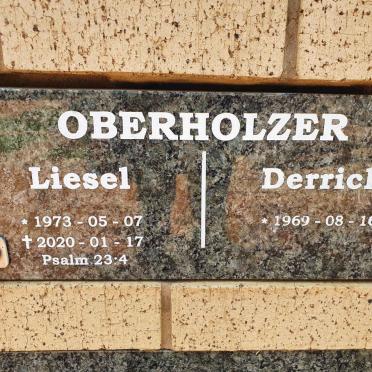 OBERHOLZER
Liesel
* 1973 - 05 - 07
✝ 2020 - 01 - 17
Psalm 23:4
Derrick
* 1969 - 08 - 16